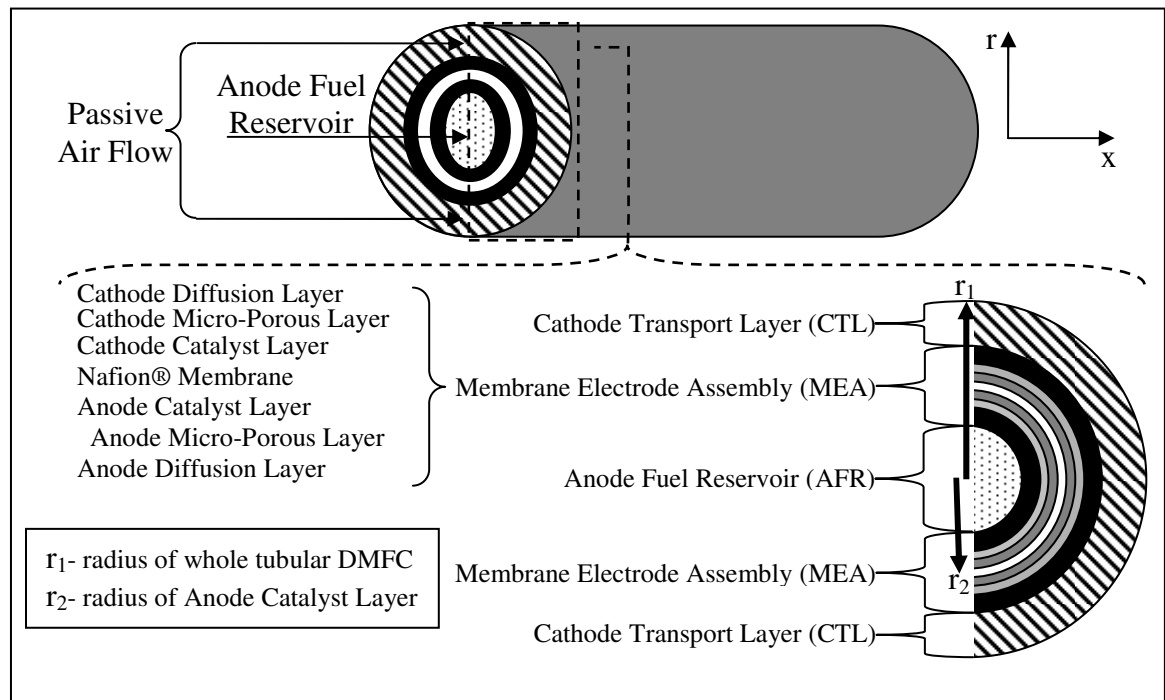 Passive
Air Flow
Anode Fuel
Reservoir
r
x
Cathode Diffusion Layer
Cathode Micro-Porous Layer
Cathode Catalyst Layer
Nafion® Membrane
Anode Catalyst Layer
Anode Micro-Porous Layer
Anode Diffusion Layer
r1
Cathode Transport Layer (CTL)
Membrane Electrode Assembly (MEA)
Anode Fuel Reservoir (AFR)
Membrane Electrode Assembly (MEA)
r2
Cathode Transport Layer (CTL)
r1- radius of whole tubular DMFC
r2- radius of Anode Catalyst Layer